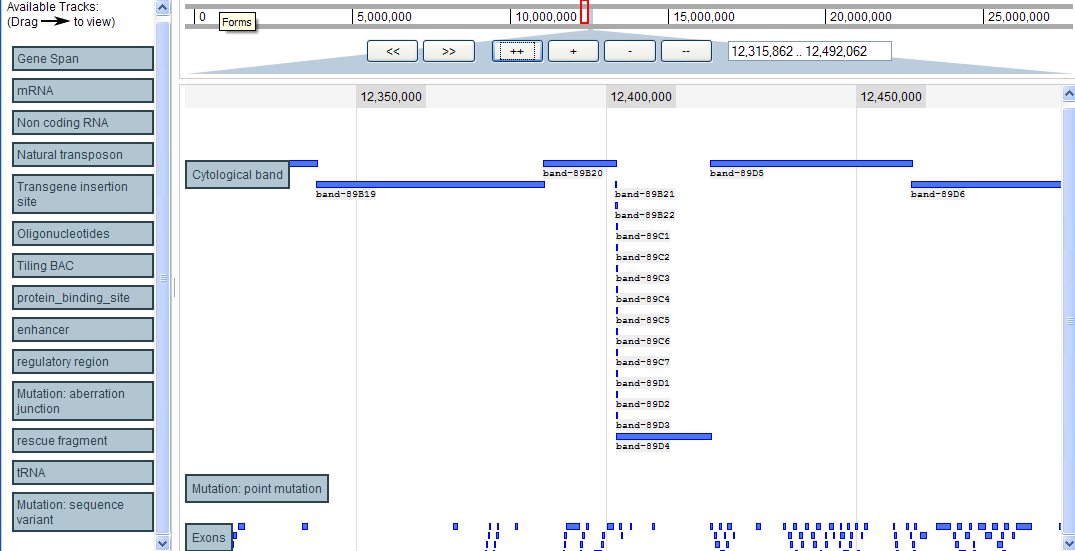 Available Tracks:
(Drag to view)
Gene Span
mRNA
Non coding RNA
Natural transposon
Transgene insertion
site
Oligonucleotides
Tiling BAC
protein_binding_site
enhancer
regulatory region
Mutation: aberration
junction
rescue fragment
tRNA
Mutation: sequence
variant
0 5,000,000 10,000,000 15,000,000 20,000,000 25,000,000
Forms
<< >> ++ + - -- 12,315,862 .. 12,492,062
12,350,000 12,400,000 12,450,000
Cytological band
band-89B20 band-89D5
band-89B19 band-89B21 band-89D6
band-89B22
band-89C1
band-89C2
band-89C3
band-89C4
band-89C5
band-89C6
band-89C7
band-89D1
band-89D2
band-89D3
band-89D4
Mutation: point mutation
Exons